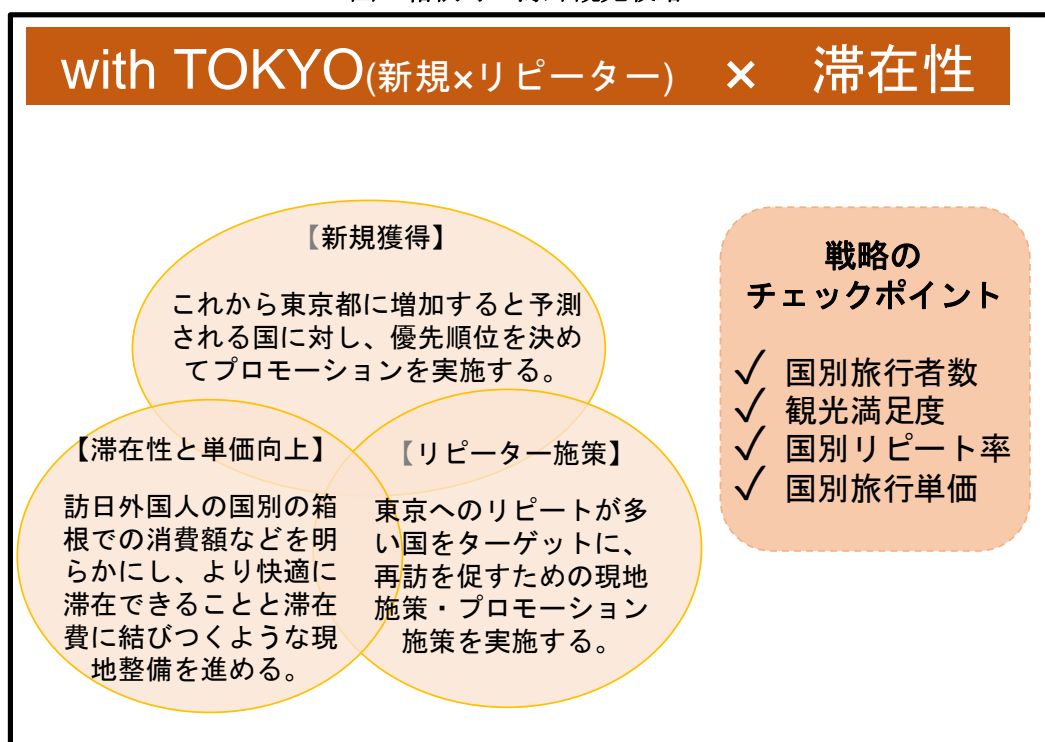 with TOKYO(新規×リピーター) × 滞在性
【新規獲得】
これから東京都に増加すると予測
される国に対し、優先順位を決め
てプロモーションを実施する。
【滞在性と単価向上】
訪日外国人の国別の箱
根での消費額などを明
らかにし、より快適に
滞在できることと滞在
費に結びつくような現
地整備を進める。
【リピーター施策】
東京へのリピートが多
い国をターゲットに、
再訪を促すための現地
施策・プロモーション
施策を実施する。
戦略の
チェックポイント
✓ 国別旅行者数
✓ 観光満足度
✓ 国別リピート率
✓ 国別旅行単価